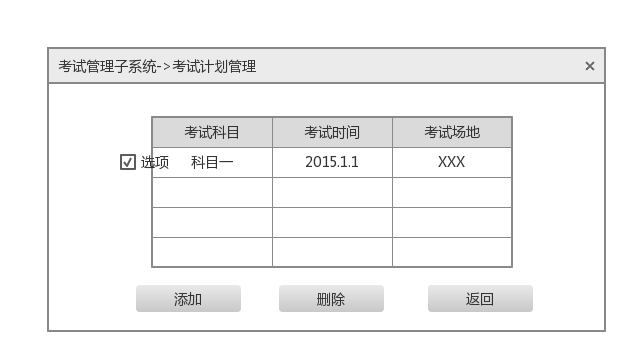 考试管理子系统->考试计划管理 ×
考试科目 考试时间 考试场地
选项 科目一 2015.1.1 XXX
添加 删除 返回